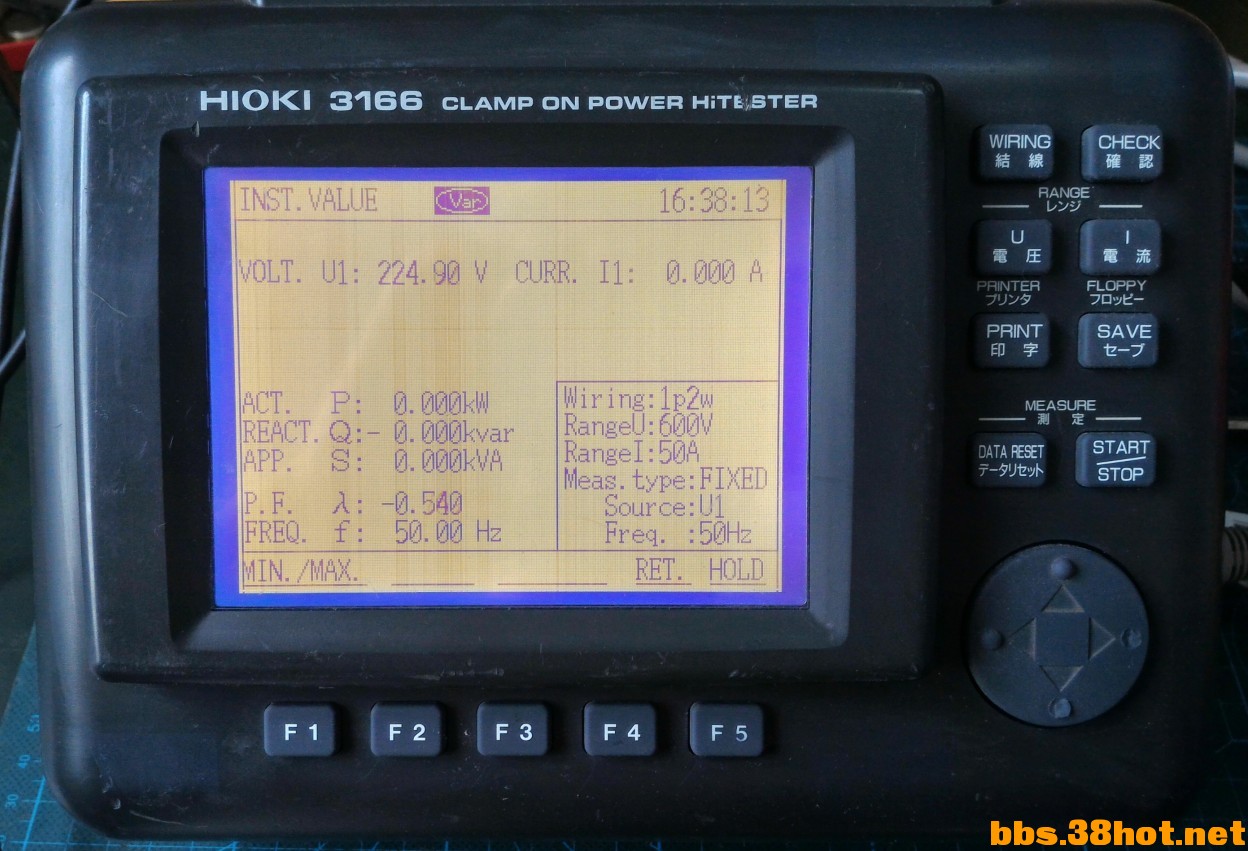 HIOKI 3166 CLAMP ON POWER HiTESTER
INST.VALUE Var 16:38:13
VOLT. U1: 224.90 V CURR. I1: 0.000 A
ACT. P: 0.000kW
REACT. Q:- 0.000kvar
APP. S: 0.000kVA
P.F. λ: -0.540
FREQ. f: 50.00 Hz
Wiring:1p2w
RangeU:600V
RangeI:50A
Meas.type:FIXED
Source:U1
Freq. :50Hz
MIN./MAX. RET. HOLD
WIRING
結線
CHECK
確認
RANGE
レンジ
U
電圧
I
電流
PRINTER
プリンタ
FLOPPY
フロッピー
PRINT
印字
SAVE
セーブ
MEASURE
測定
DATA RESET
データリセット
START
STOP
F1 F2 F3 F4 F5
bbs.38hot.net